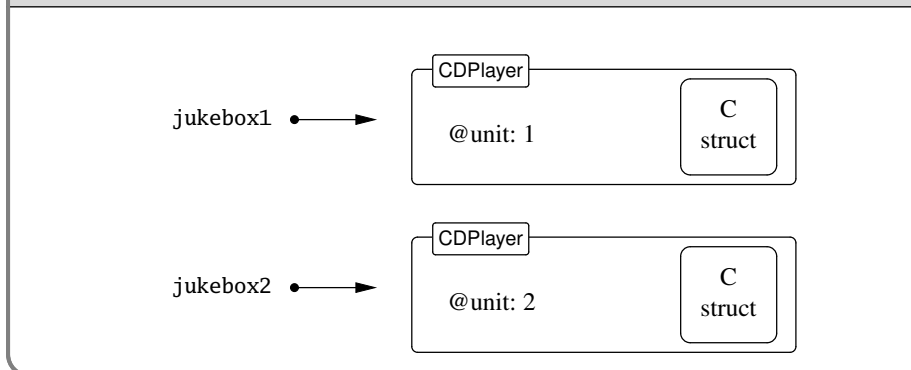 CDPlayer
jukebox1
@unit: 1
C
struct
CDPlayer
jukebox2
@unit: 2
C
struct